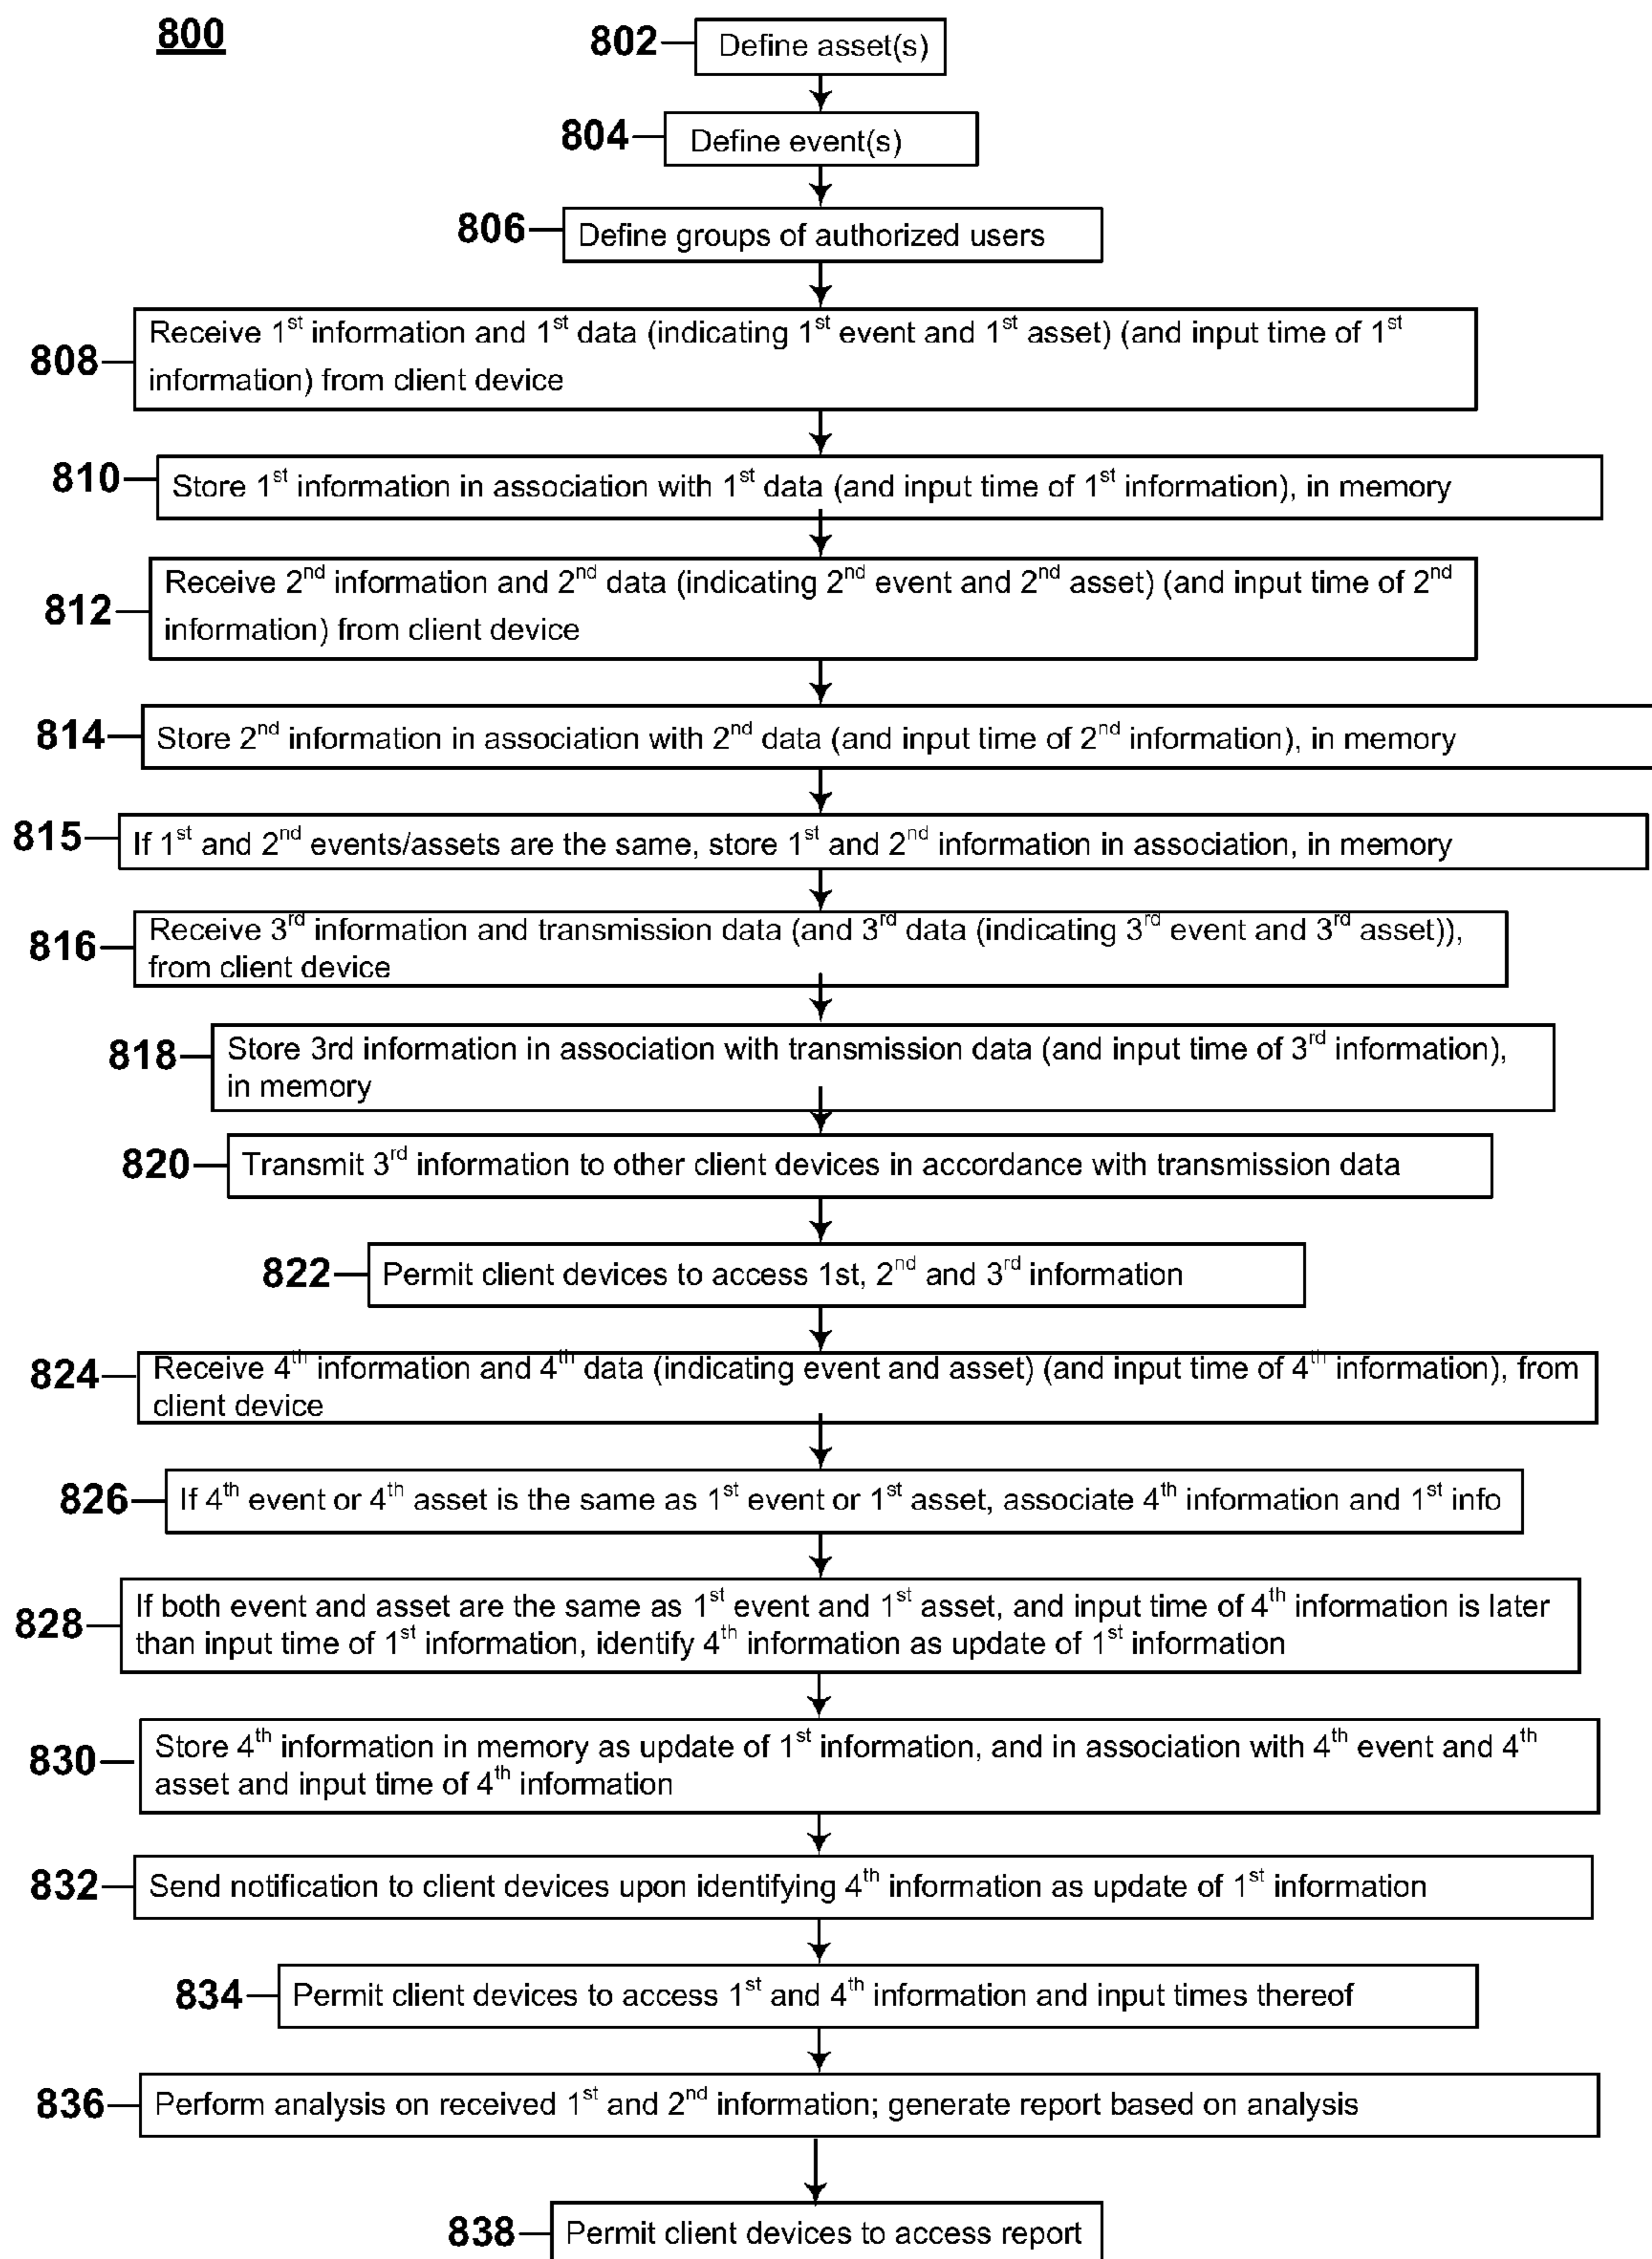 800
802
Define asset(s)
804
Define event(s)
806
Define groups of authorized users
808
Receive 1st information and 1st data (indicating 1st event and 1st asset) (and input time of 1st
information) from client device
810
Store 1st information in association with 1st data (and input time of 1st information), in memory
812
Receive 2nd information and 2nd data (indicating 2nd event and 2nd asset) (and input time of 2nd
information) from client device
814
Store 2nd information in association with 2nd data (and input time of 2nd information), in memory
815
If 1st and 2nd events/assets are the same, store 1st and 2nd information in association, in memory
816
Receive 3rd information and transmission data (and 3rd data (indicating 3rd event and 3rd asset)),
from client device
818
Store 3rd information in association with transmission data (and input time of 3rd information),
in memory
820
Transmit 3rd information to other client devices in accordance with transmission data
822
Permit client devices to access 1st, 2nd and 3rd information
824
Receive 4th information and 4th data (indicating event and asset) (and input time of 4th information), from
client device
826
If 4th event or 4th asset is the same as 1st event or 1st asset, associate 4th information and 1st info
828
If both event and asset are the same as 1st event and 1st asset, and input time of 4th information is later
than input time of 1st information, identify 4th information as update of 1st information
830
Store 4th information in memory as update of 1st information, and in association with 4th event and 4th
asset and input time of 4th information
832
Send notification to client devices upon identifying 4th information as update of 1st information
834
Permit client devices to access 1st and 4th information and input times thereof
836
Perform analysis on received 1st and 2nd information; generate report based on analysis
838
Permit client devices to access report